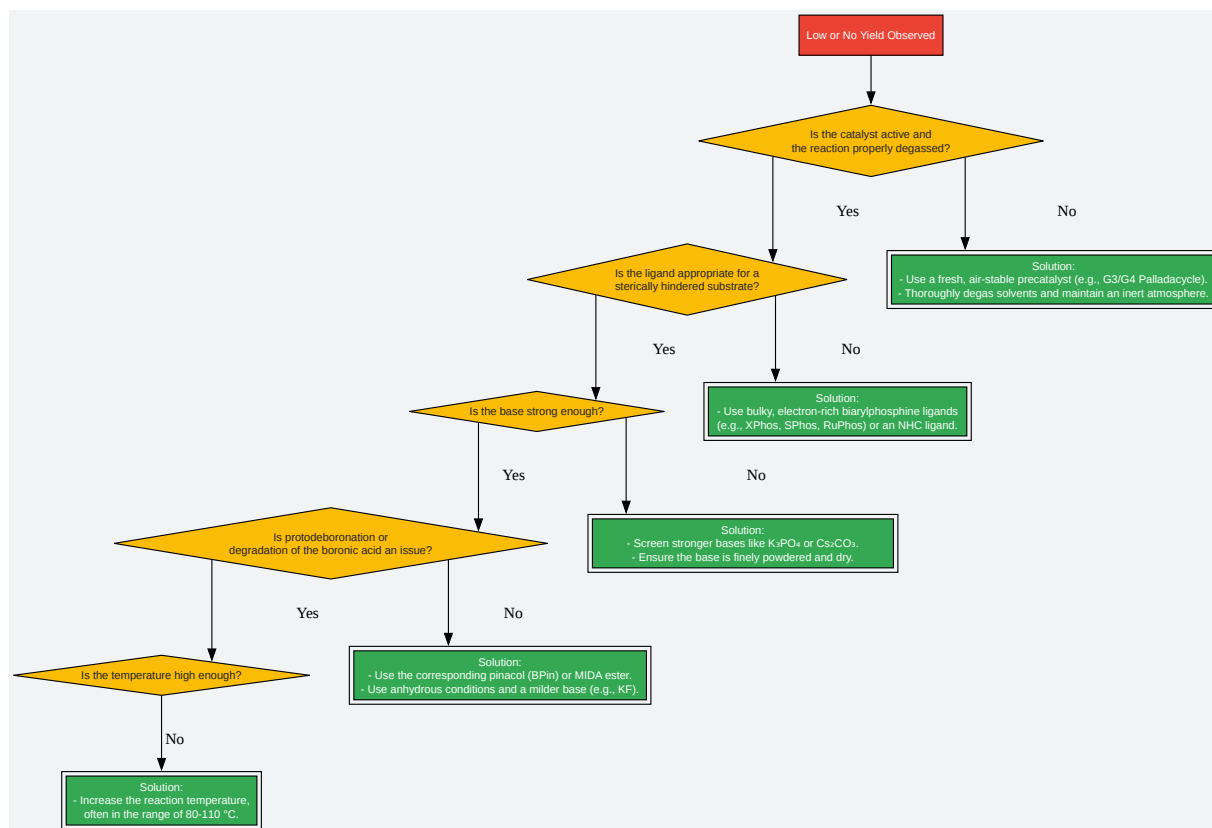 Low or No Yield Observed
Is the catalyst active and
the reaction properly degassed?
Yes
No
Is the ligand appropriate for a
sterically hindered substrate?
Solution:
- Use a fresh, air-stable precatalyst (e.g., G3/G4 Palladacycle).
- Thoroughly degas solvents and maintain an inert atmosphere.
Yes
No
Is the base strong enough?
Solution:
- Use bulky, electron-rich biarylphosphine ligands
(e.g., XPhos, SPhos, RuPhos) or an NHC ligand.
Yes
No
Is protodeboronation or
degradation of the boronic acid an issue?
Solution:
- Screen stronger bases like K₃PO₄ or Cs₂CO₃.
- Ensure the base is finely powdered and dry.
Yes
No
Is the temperature high enough?
Solution:
- Use the corresponding pinacol (BPin) or MIDA ester.
- Use anhydrous conditions and a milder base (e.g., KF).
No
Solution:
- Increase the reaction temperature,
often in the range of 80-110 °C.